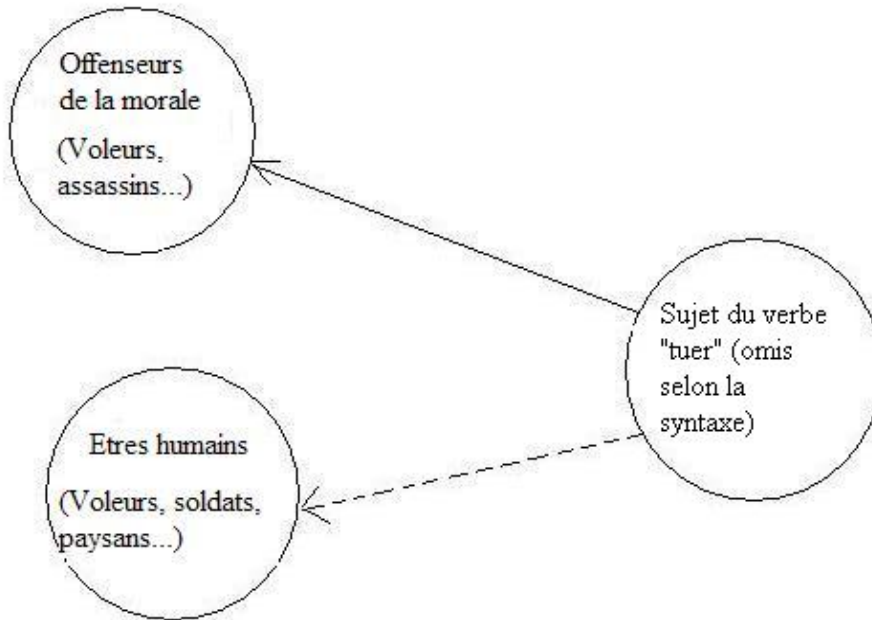 Offenseurs
de la morale
(Voleurs,
assassins...)
Sujet du verbe
"tuer" (omis
selon la
syntaxe)
Etres humains
(Voleurs, soldats,
paysans...)